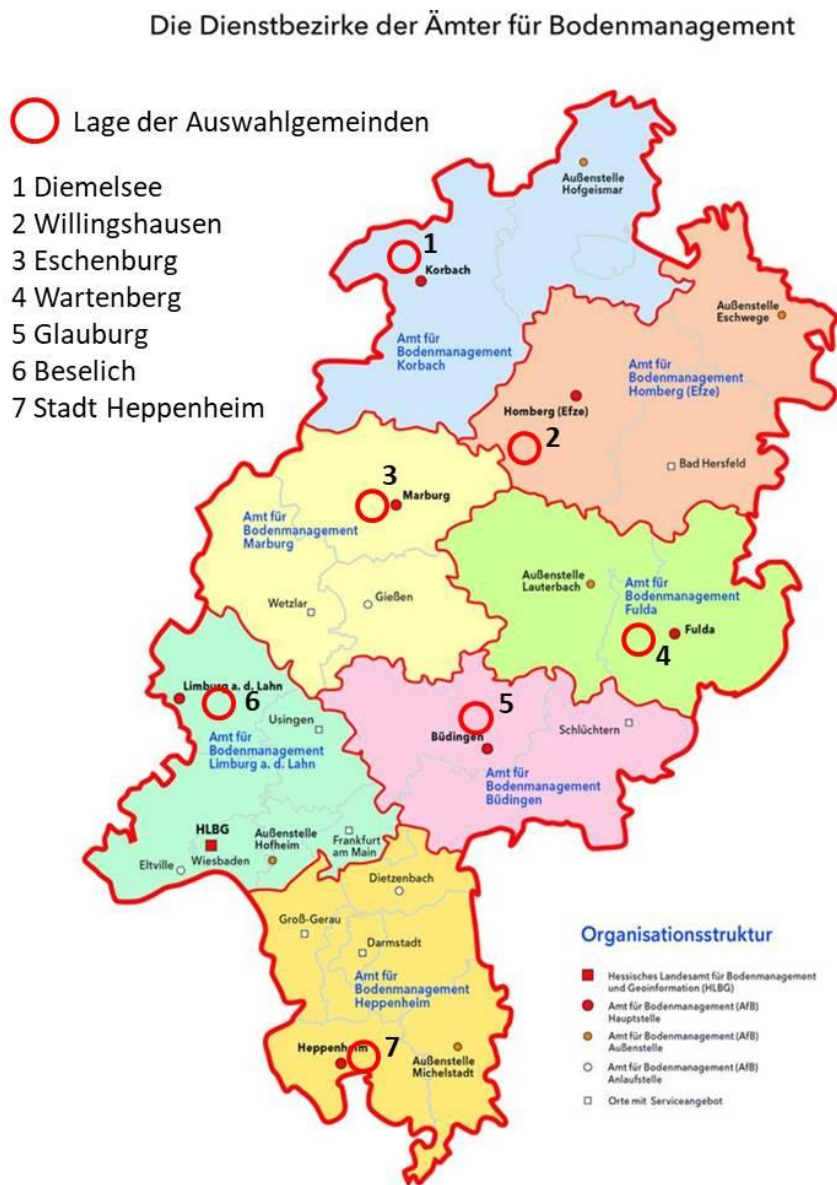 Die Dienstbezirke der Ämter für Bodenmanagement
Lage der Auswahlgemeinden
1 Diemelsee
2 Willingshausen
3 Eschenburg
4 Wartenberg
5 Glauburg
6 Beselich
7 Stadt Heppenheim
Außenstelle
Hofgeismar
1
Korbach
Außenstelle
Eschwege
Amt für
Bodenmanagement
Korbach
Amt für
Bodenmanagement
Homberg (Efze)
Homberg (Efze)
2
Bad Hersfeld
3
Marburg
Amt für
Bodenmanagement
Marburg
Außenstelle
Lauterbach
Amt für
Bodenmanagement
Fulda
Wetzlar
Gießen
Fulda
4
Limburg a. d. Lahn
6
5
Usingen
Schlüchtern
Amt für
Bodenmanagement
Limburg a. d. Lahn
Büdingen
Amt für
Bodenmanagement
Büdingen
HLBG
Wiesbaden
Eltville
Außenstelle
Hofheim
Frankfurt
am Main
Dietzenbach
Groß-Gerau
Darmstadt
Amt für
Bodenmanagement
Heppenheim
Heppenheim
7
Außenstelle
Michelstadt
Organisationsstruktur
Hessisches Landesamt für Bodenmanagement
und Geoinformation (HLBG)
Amt für Bodenmanagement (AfB)
Hauptstelle
Amt für Bodenmanagement (AfB)
Außenstelle
Amt für Bodenmanagement (AfB)
Anlaufstelle
Orte mit Serviceangebot